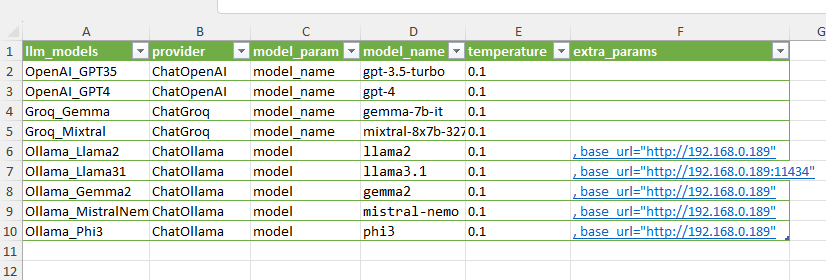 A B C D E F G
1 llm_models provider model_param model_name temperature extra_params
2 OpenAI_GPT35 ChatOpenAI model_name gpt-3.5-turbo 0.1
3 OpenAI_GPT4 ChatOpenAI model_name gpt-4 0.1
4 Groq_Gemma ChatGroq model_name gemma-7b-it 0.1
5 Groq_Mixtral ChatGroq model_name mixtral-8x7b-327 0.1
6 Ollama_Llama2 ChatOllama model llama2 0.1 , base_url="http://192.168.0.189"
7 Ollama_Llama31 ChatOllama model llama3.1 0.1 , base_url="http://192.168.0.189:11434"
8 Ollama_Gemma2 ChatOllama model gemma2 0.1 , base_url="http://192.168.0.189"
9 Ollama_MistralNem ChatOllama model mistral-nemo 0.1 , base_url="http://192.168.0.189"
10 Ollama_Phi3 ChatOllama model phi3 0.1 , base_url="http://192.168.0.189"
11
12